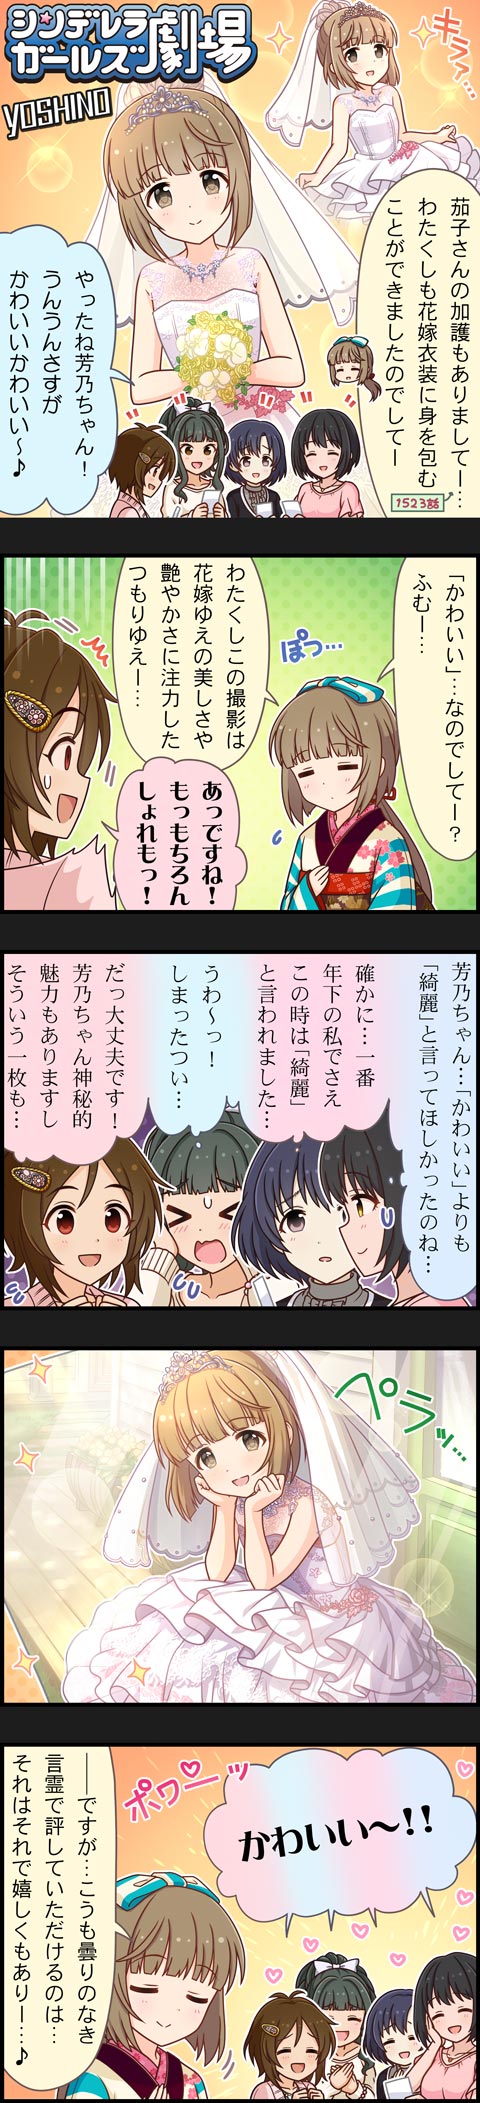 シンデレラ
ガールズ劇場
YOSHINO
キラァ…
茄子さんの加護もありましてー…
わたくしも花嫁衣装に身を包む
ことができましたのでしてー
1523話
やったね芳乃ちゃん！
うんうんさすが
かわいいかわいい〜♪
「かわいい」…なのでしてー？
ふむー…
ぽっ…
わたくしこの撮影は
花嫁ゆえの美しさや
艶やかさに注力した
つもりゆえー…
あっですね！
もっもちろん
しょれもっ！
芳乃ちゃん…「かわいい」よりも
「綺麗」と言ってほしかったのね…
確かに…一番
年下の私でさえ
この時は「綺麗」
と言われました…
うわ〜っ！
しまったつい…
だっ大丈夫です！
芳乃ちゃん神秘的
魅力もありますし
そういう一枚も…
ペラッ…
かわいい〜!!
ポワーッ
――ですが…こうも曇りのなき
言霊で評していただけるのは…
それはそれで嬉しくもありー…♪